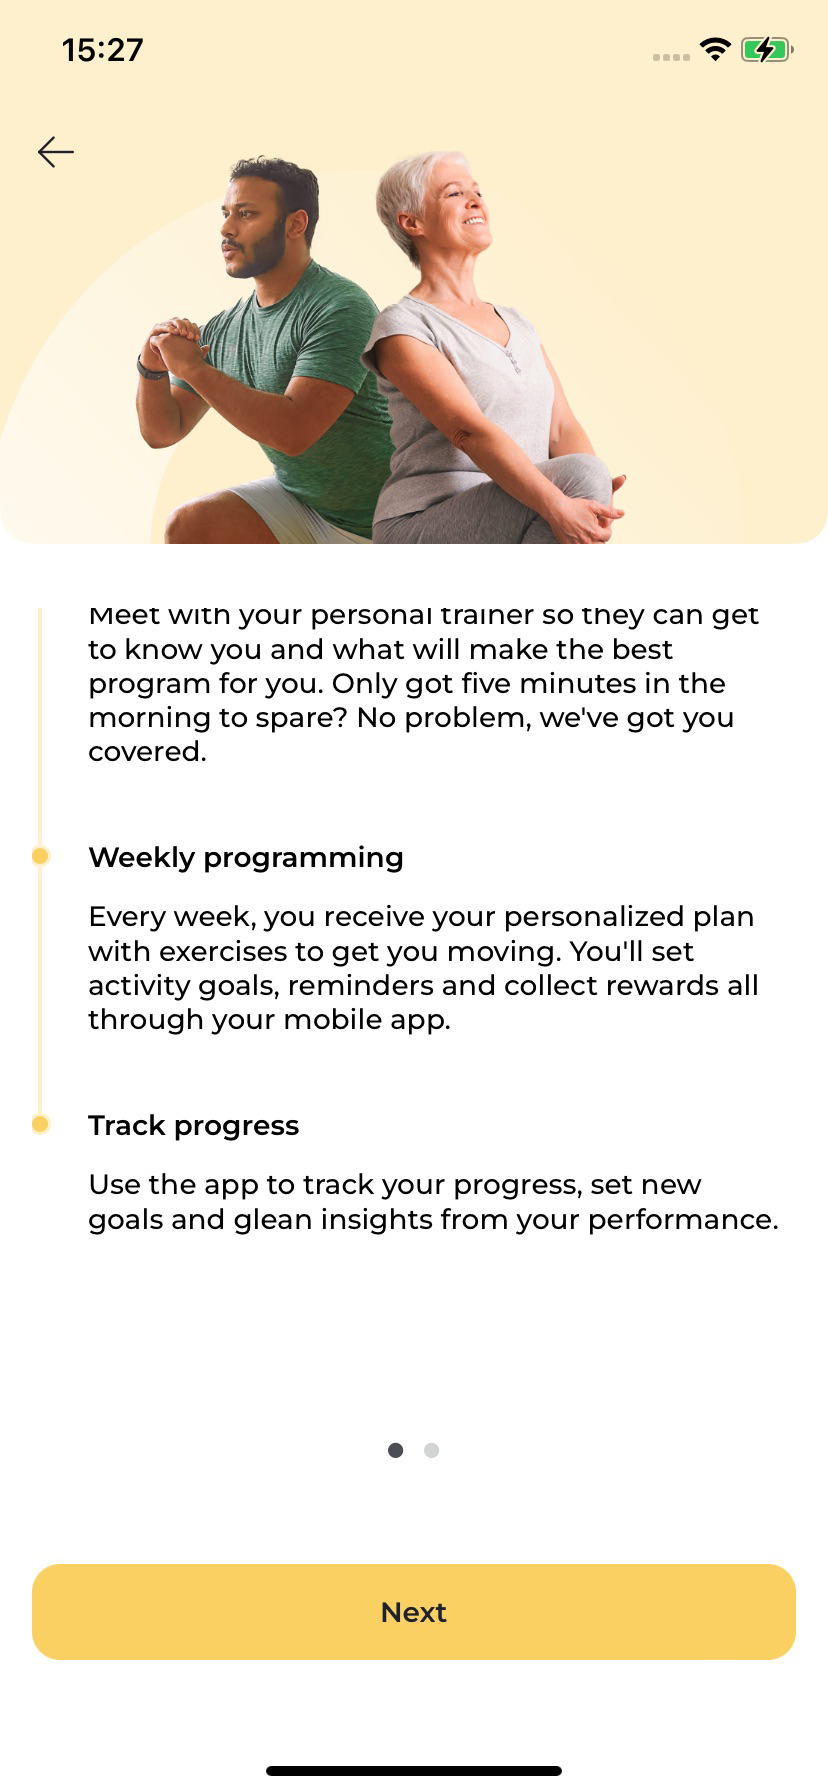 15:27
Meet with your personal trainer so they can get
to know you and what will make the best
program for you. Only got five minutes in the
morning to spare? No problem, we've got you
covered.
Weekly programming
Every week, you receive your personalized plan
with exercises to get you moving. You'll set
activity goals, reminders and collect rewards all
through your mobile app.
Track progress
Use the app to track your progress, set new
goals and glean insights from your performance.
Next